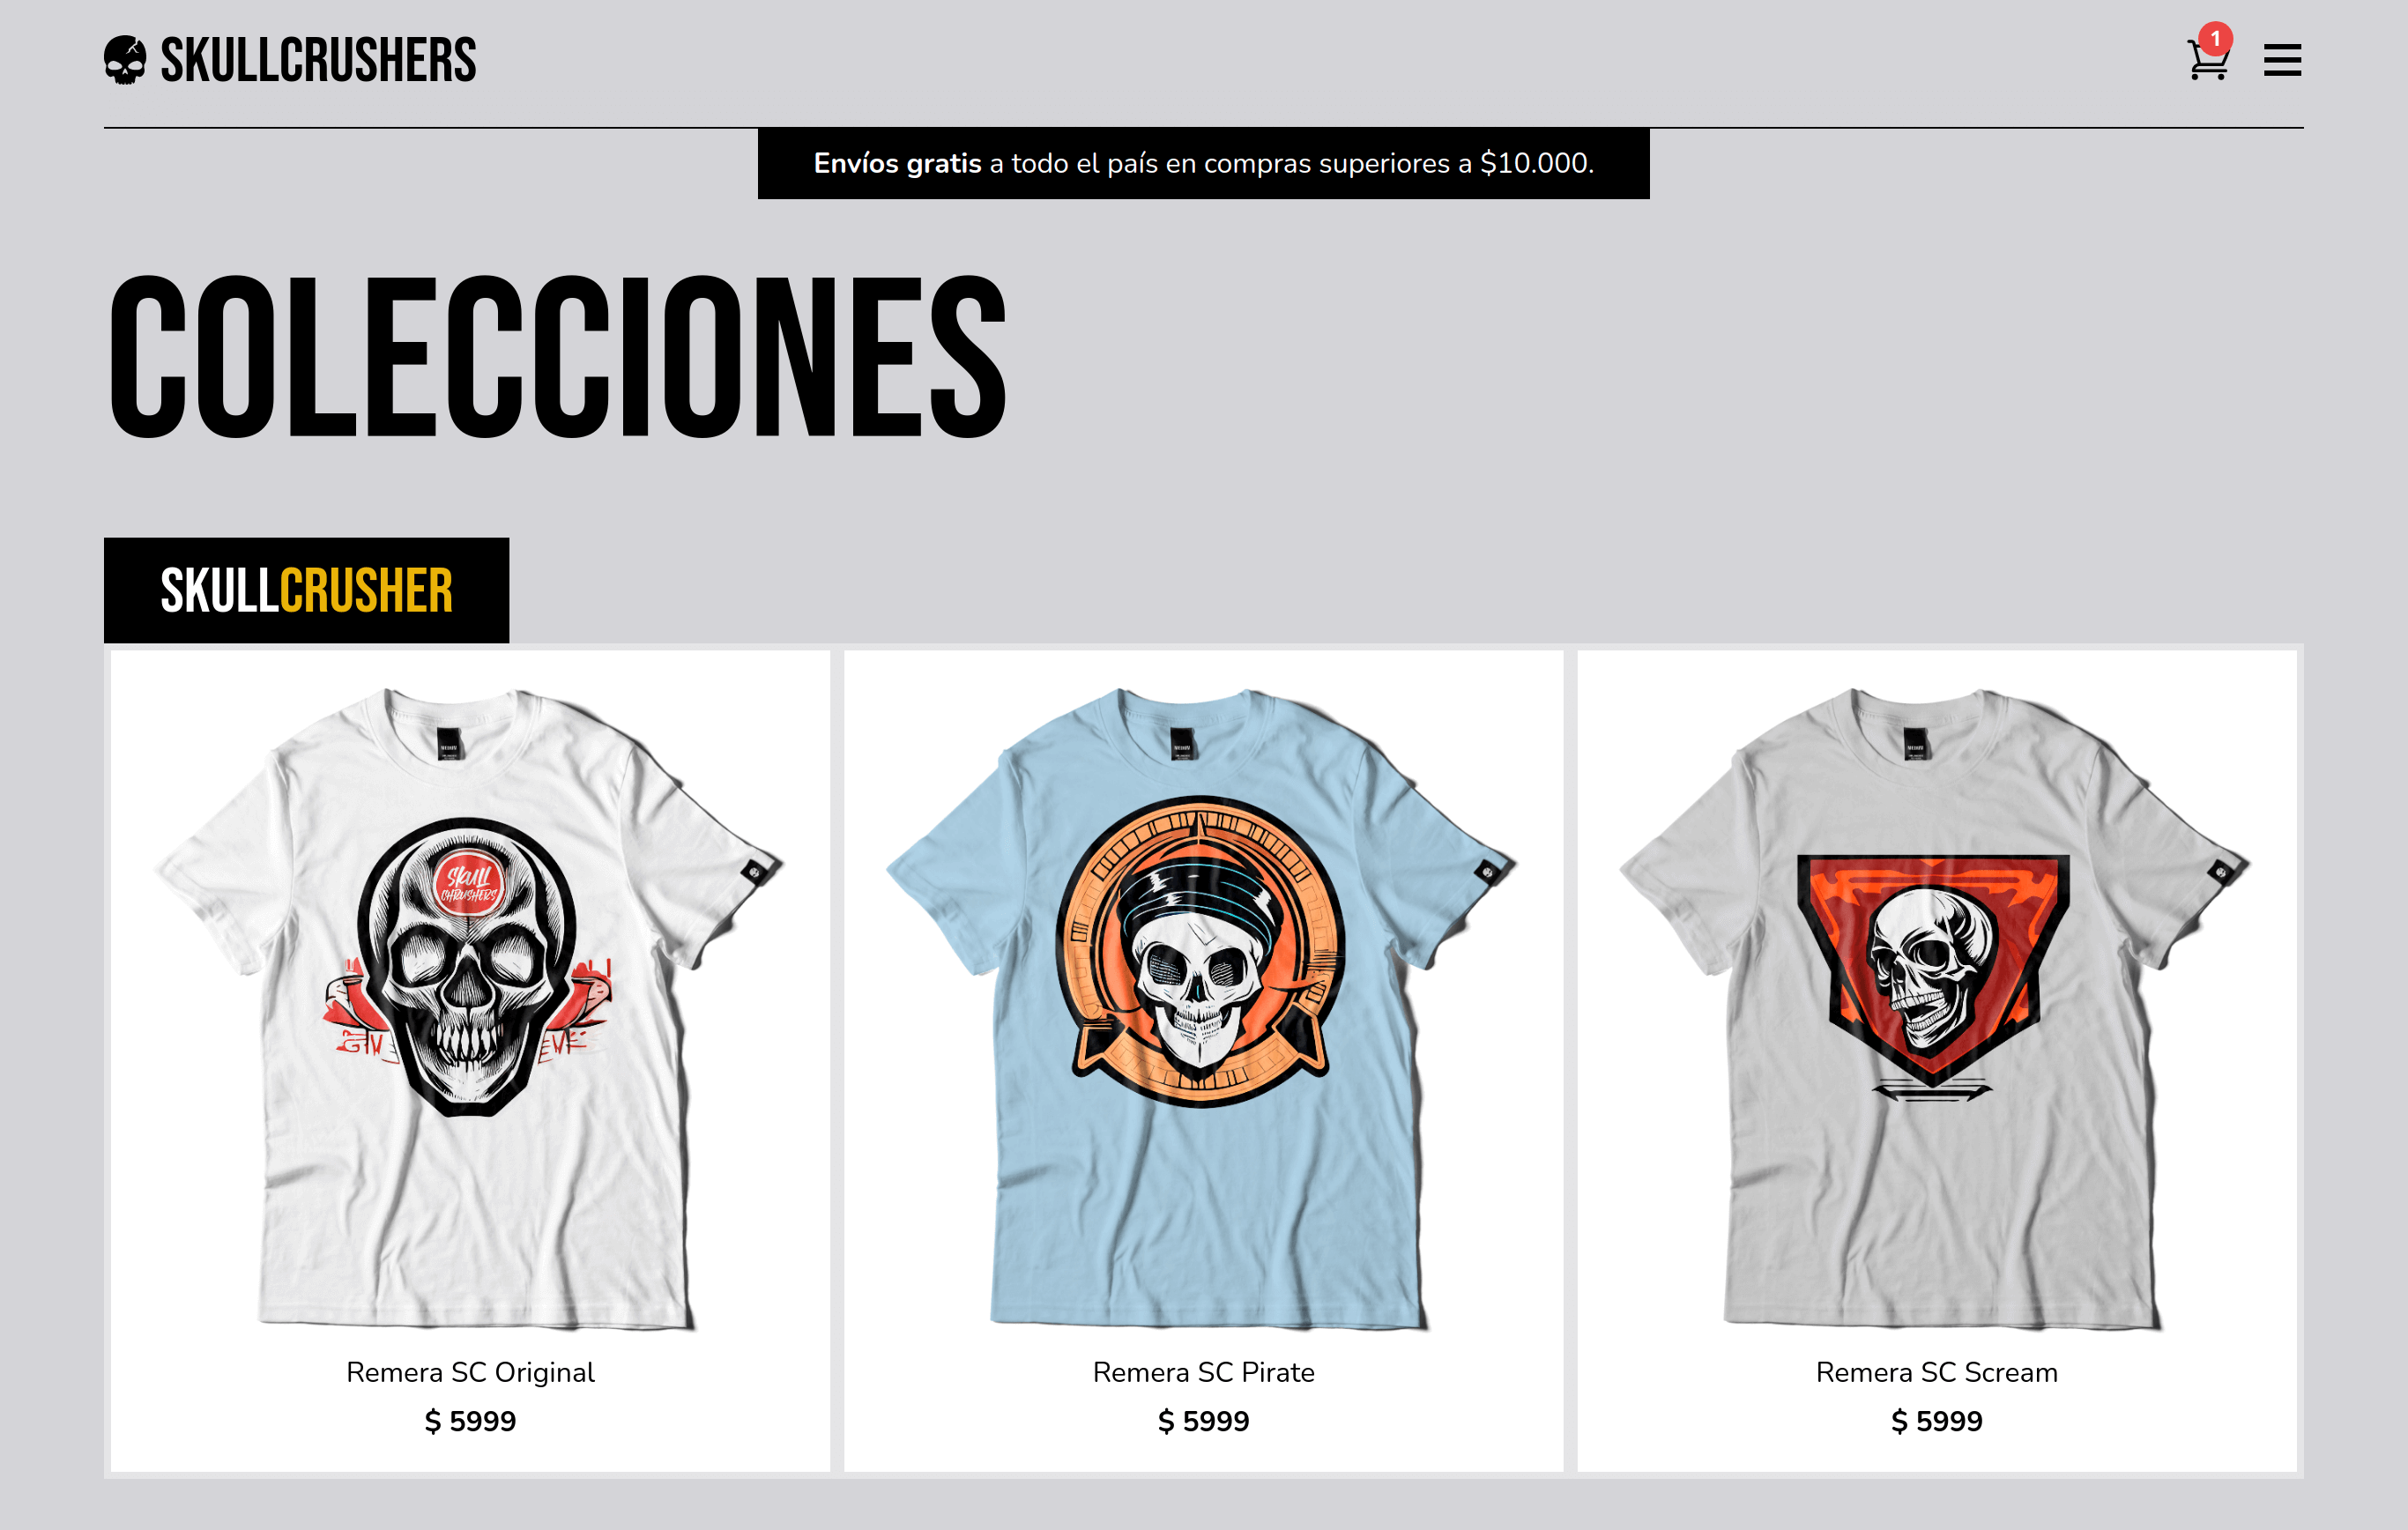 SKULLCRUSHERS
1
Envíos gratis a todo el país en compras superiores a $10.000.
COLECCIONES
SKULLCRUSHER
Skull
CHRUSHERS
Remera SC Original
$ 5999
Remera SC Pirate
$ 5999
Remera SC Scream
$ 5999